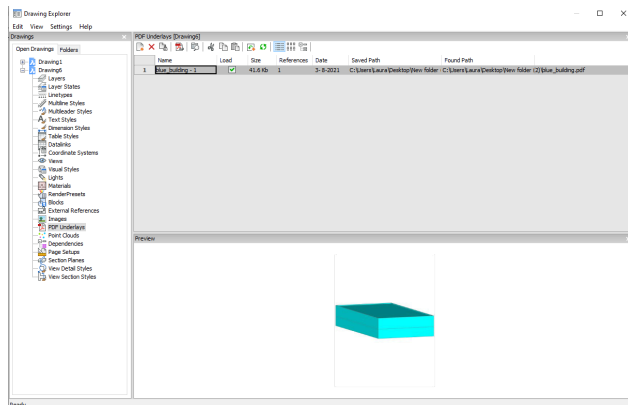 Drawing Explorer
Edit View Settings Help
Drawings
Open Drawings Folders
Drawing1
Drawing6
Layers
Layer States
Linetypes
Multiline Styles
Multileader Styles
Text Styles
Dimension Styles
Table Styles
Datalinks
Coordinate Systems
Views
Visual Styles
Lights
Materials
RenderPresets
Blocks
External References
Images
PDF Underlays
Point Clouds
Dependencies
Page Setups
Section Planes
View Detail Styles
View Section Styles
PDF Underlays [Drawing6]
Name Load Size References Date Saved Path Found Path
1 blue_building - 1 41.6 Kb 1 3- 8-2021 C:\Users\Laura\Desktop\New folder C:\Users\Laura\Desktop\New folder (2)\blue_building.pdf
Preview
Ready